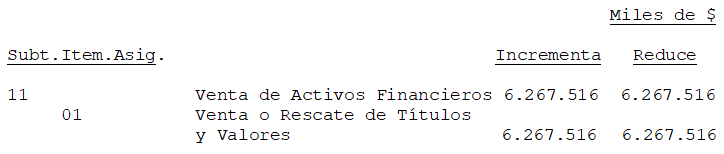 Miles de $
Subt.Item.Asig. Incrementa Reduce
11 Venta de Activos Financieros 6.267.516 6.267.516
01 Venta o Rescate de Títulos
y Valores 6.267.516 6.267.516